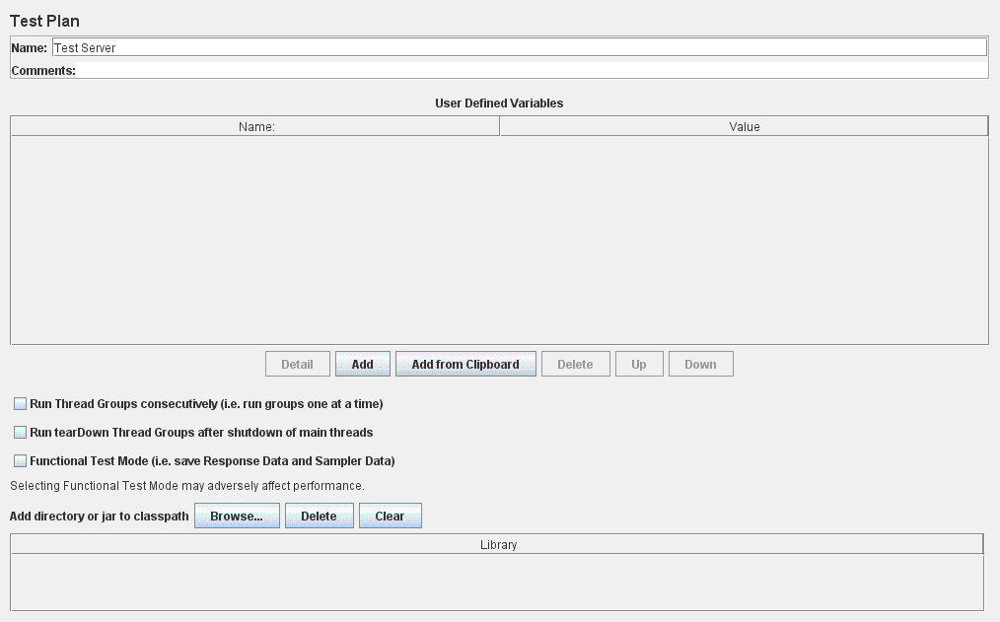 Test Plan
Name: Test Server
Comments:
User Defined Variables
Name: Value
Detail Add Add from Clipboard Delete Up Down
Run Thread Groups consecutively (i.e. run groups one at a time)
Run tearDown Thread Groups after shutdown of main threads
Functional Test Mode (i.e. save Response Data and Sampler Data)
Selecting Functional Test Mode may adversely affect performance.
Add directory or jar to classpath Browse... Delete Clear
Library